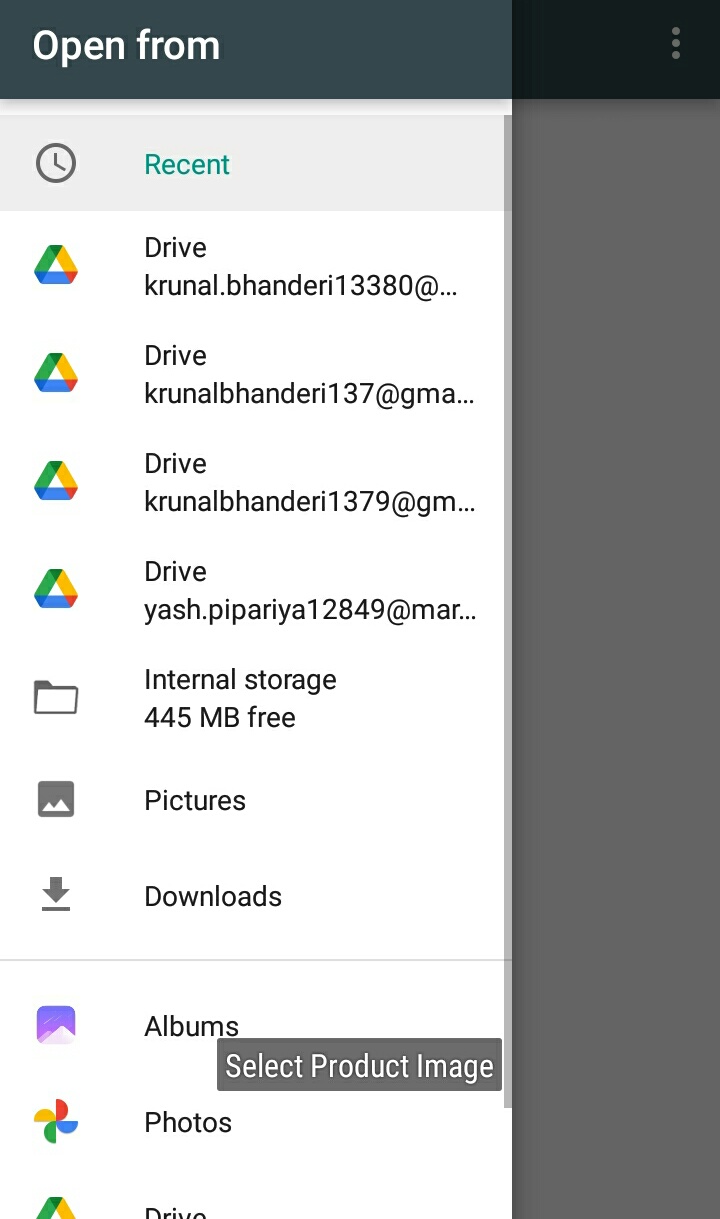 Open from
Recent
Drive
krunal.bhanderi13380@...
Drive
krunalbhanderi137@gma...
Drive
krunalbhanderi1379@gm...
Drive
yash.pipariya12849@mar...
Internal storage
445 MB free
Pictures
Downloads
Albums
Select Product Image
Photos
Drive